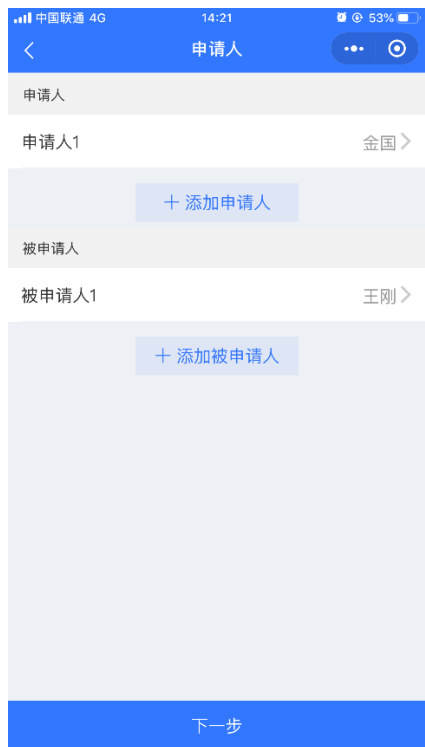 中国联通 4G 14:21 53%
申请人
申请人
申请人1 金国
十 添加申请人
被申请人
被申请人1 王刚
十 添加被申请人
下一步